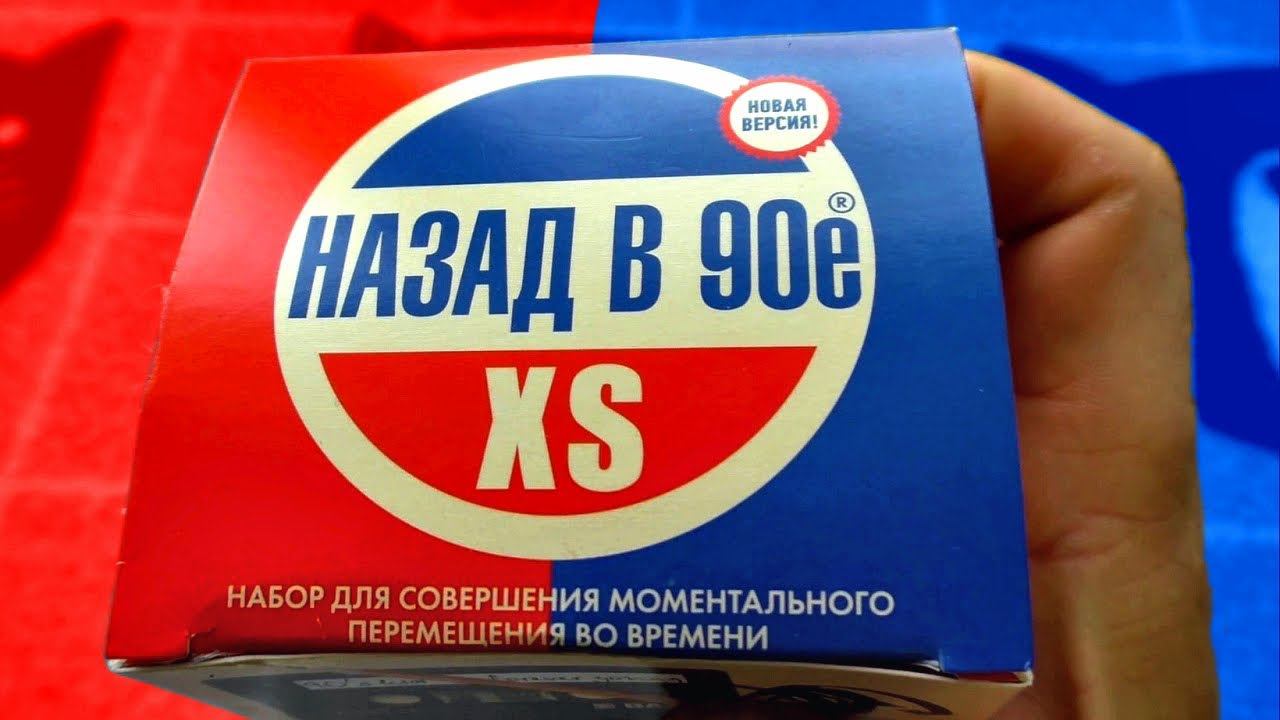 НОВАЯ
ВЕРСИЯ!
НАЗАД В 90е®
XS
НАБОР ДЛЯ СОВЕРШЕНИЯ МОМЕНТАЛЬНОГО
ПЕРЕМЕЩЕНИЯ ВО ВРЕМЕНИ